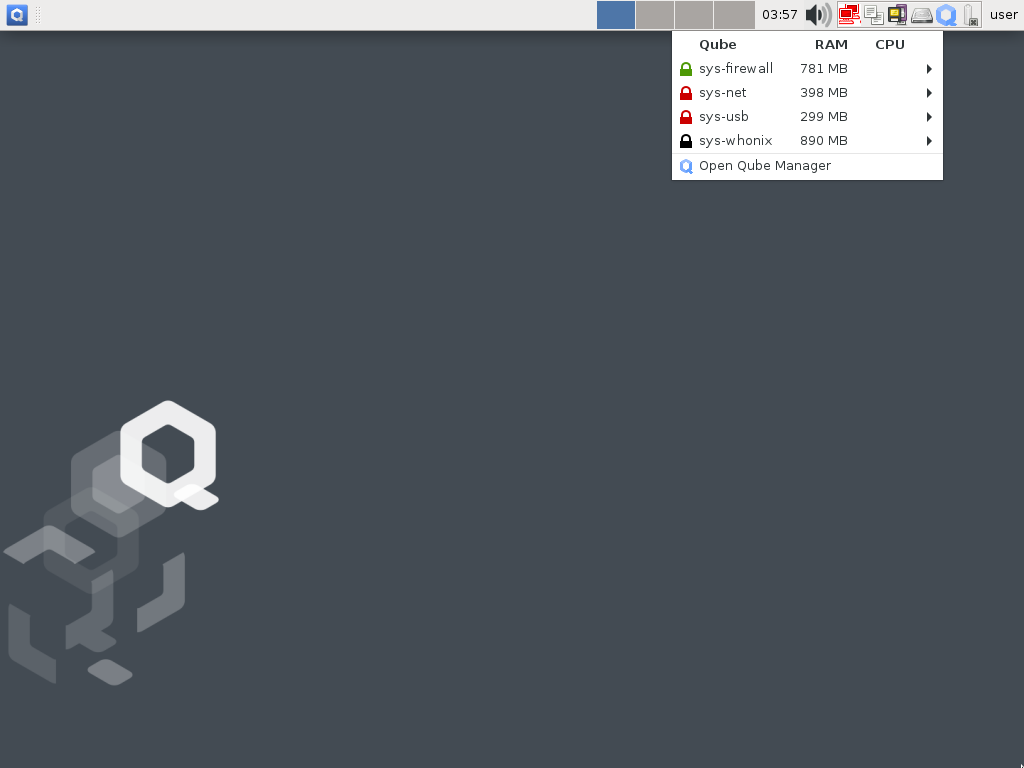 03:57 user
Qube RAM CPU
sys-firewall 781 MB
sys-net 398 MB
sys-usb 299 MB
sys-whonix 890 MB
Open Qube Manager